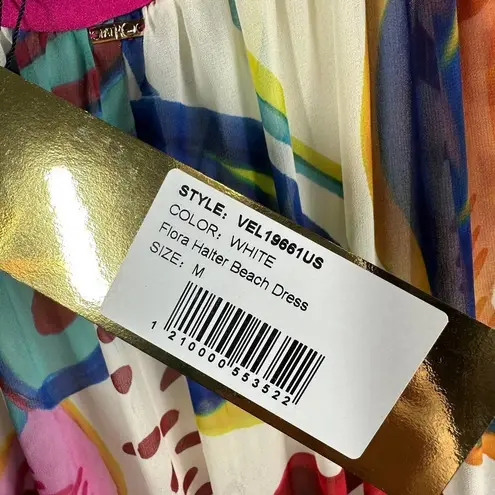 STYLE: VEL19661US
COLOR: WHITE
Flora Halter Beach Dress
SIZE: M
1 210000 553522